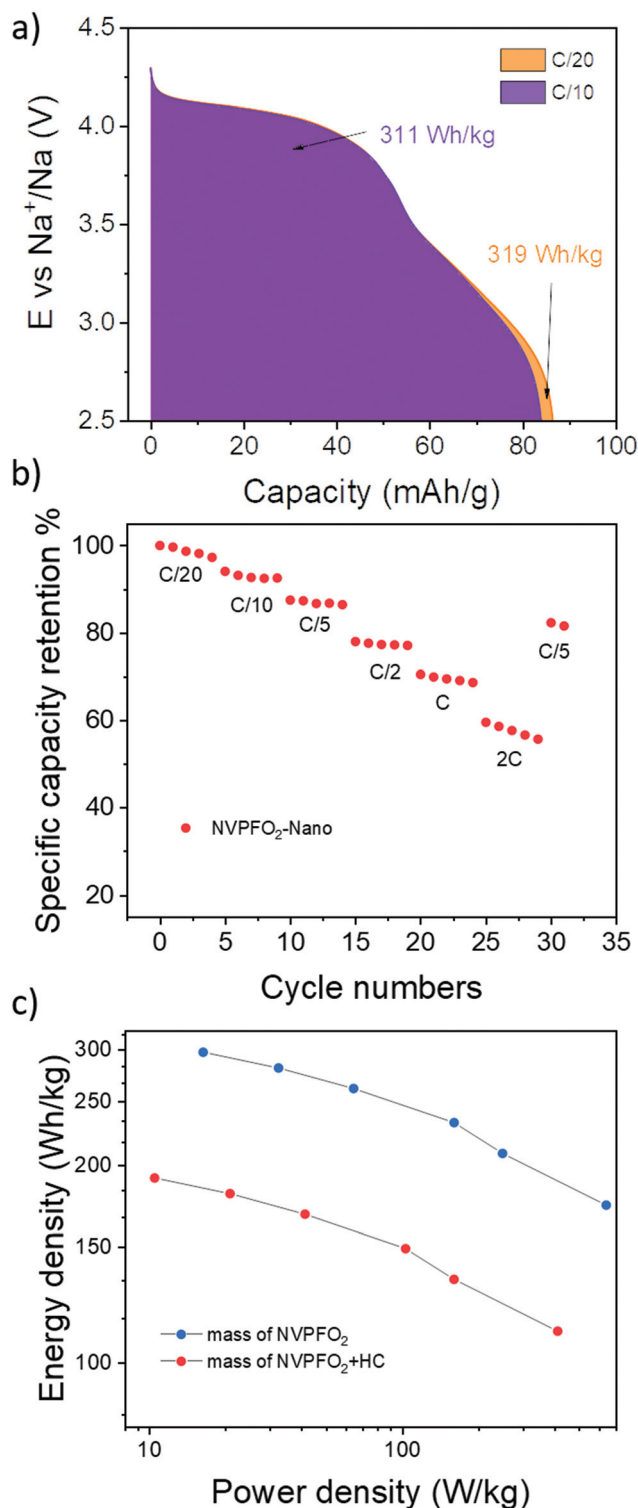 a)
E vs Na⁺/Na (V)
4.5
4.0
3.5
3.0
2.5
C/20
C/10
311 Wh/kg
319 Wh/kg
0 20 40 60 80 100
Capacity (mAh/g)
b)
Specific capacity retention %
100
80
60
40
20
C/20
C/10
C/5
C/2
C
2C
C/5
NVPFO₂-Nano
0 5 10 15 20 25 30 35
Cycle numbers
c)
Energy density (Wh/kg)
300
250
200
150
100
mass of NVPFO₂
mass of NVPFO₂+HC
10 100
Power density (W/kg)